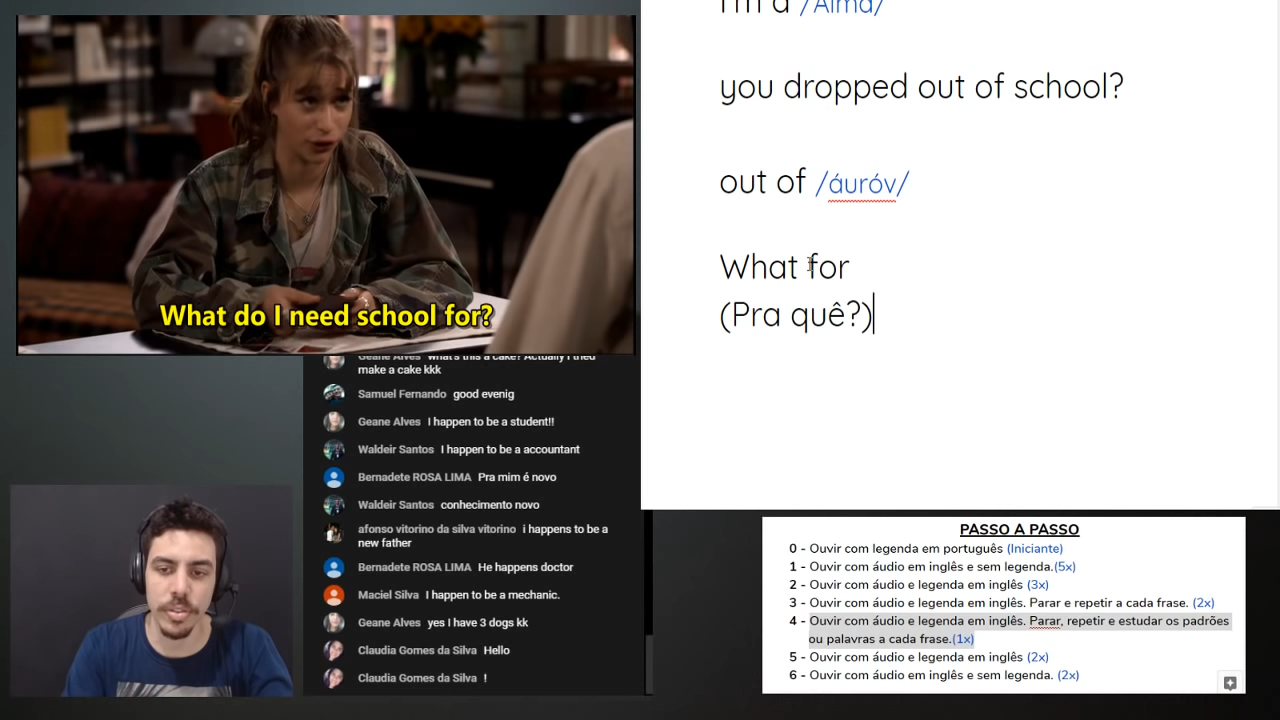 What do I need school for?
I'm a /Áimã/
you dropped out of school?
out of /áuróv/
What for
(Pra quê?)
Geane Alves What's this a cake? Actually I tried
make a cake kkk
Samuel Fernando good evenig
Geane Alves I happen to be a student!!
Waldeir Santos I happen to be a accountant
Bernadete ROSA LIMA Pra mim é novo
Waldeir Santos conhecimento novo
afonso vitorino da silva vitorino i happens to be a
new father
Bernadete ROSA LIMA He happens doctor
Maciel Silva I happen to be a mechanic.
Geane Alves yes I have 3 dogs kk
Claudia Gomes da Silva Hello
Claudia Gomes da Silva !
PASSO A PASSO
0 - Ouvir com legenda em português (Iniciante)
1 - Ouvir com áudio em inglês e sem legenda.(5x)
2 - Ouvir com áudio e legenda em inglês (3x)
3 - Ouvir com áudio e legenda em inglês. Parar e repetir a cada frase. (2x)
4 - Ouvir com áudio e legenda em inglês. Parar, repetir e estudar os padrões
ou palavras a cada frase.(1x)
5 - Ouvir com áudio e legenda em inglês (2x)
6 - Ouvir com áudio em inglês e sem legenda. (2x)